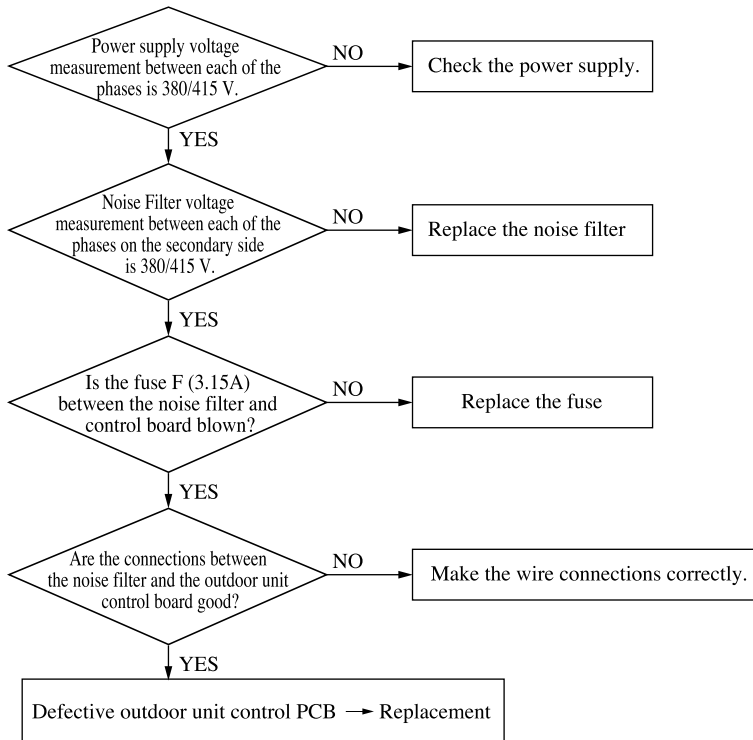 Power supply voltage
measurement between each of the
phases is 380/415 V.
NO
Check the power supply.
YES
Noise Filter voltage
measurement between each of the
phases on the secondary side
is 380/415 V.
NO
Replace the noise filter
YES
Is the fuse F (3.15A)
between the noise filter and
control board blown?
NO
Replace the fuse
YES
Are the connections between
the noise filter and the outdoor unit
control board good?
NO
Make the wire connections correctly.
YES
Defective outdoor unit control PCB → Replacement